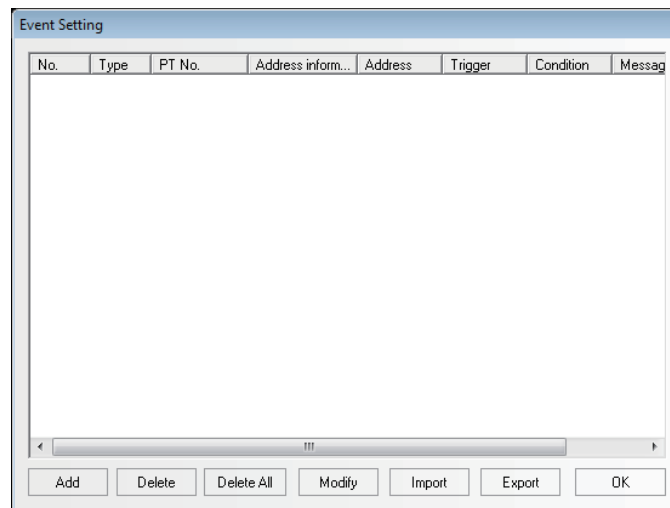 Event Setting
No. Type PT No. Address inform... Address Trigger Condition Messag
Add Delete Delete All Modify Import Export OK